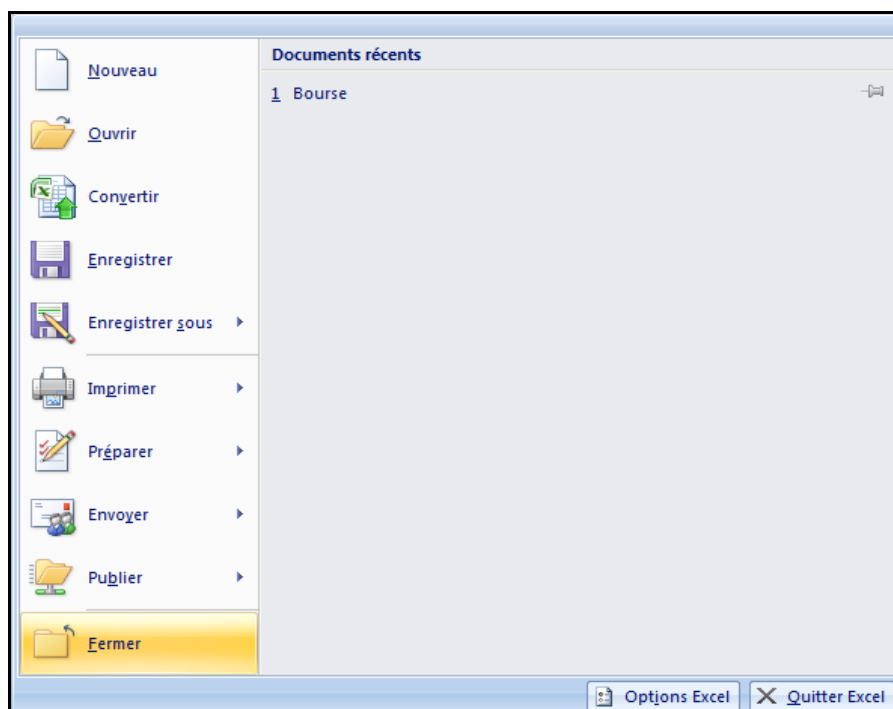 Nouveau
Ouvrir
Convertir
Enregistrer
Enregistrer sous
Imprimer
Préparer
Envoyer
Publier
Fermer
Documents récents
1 Bourse
Options Excel
Quitter Excel